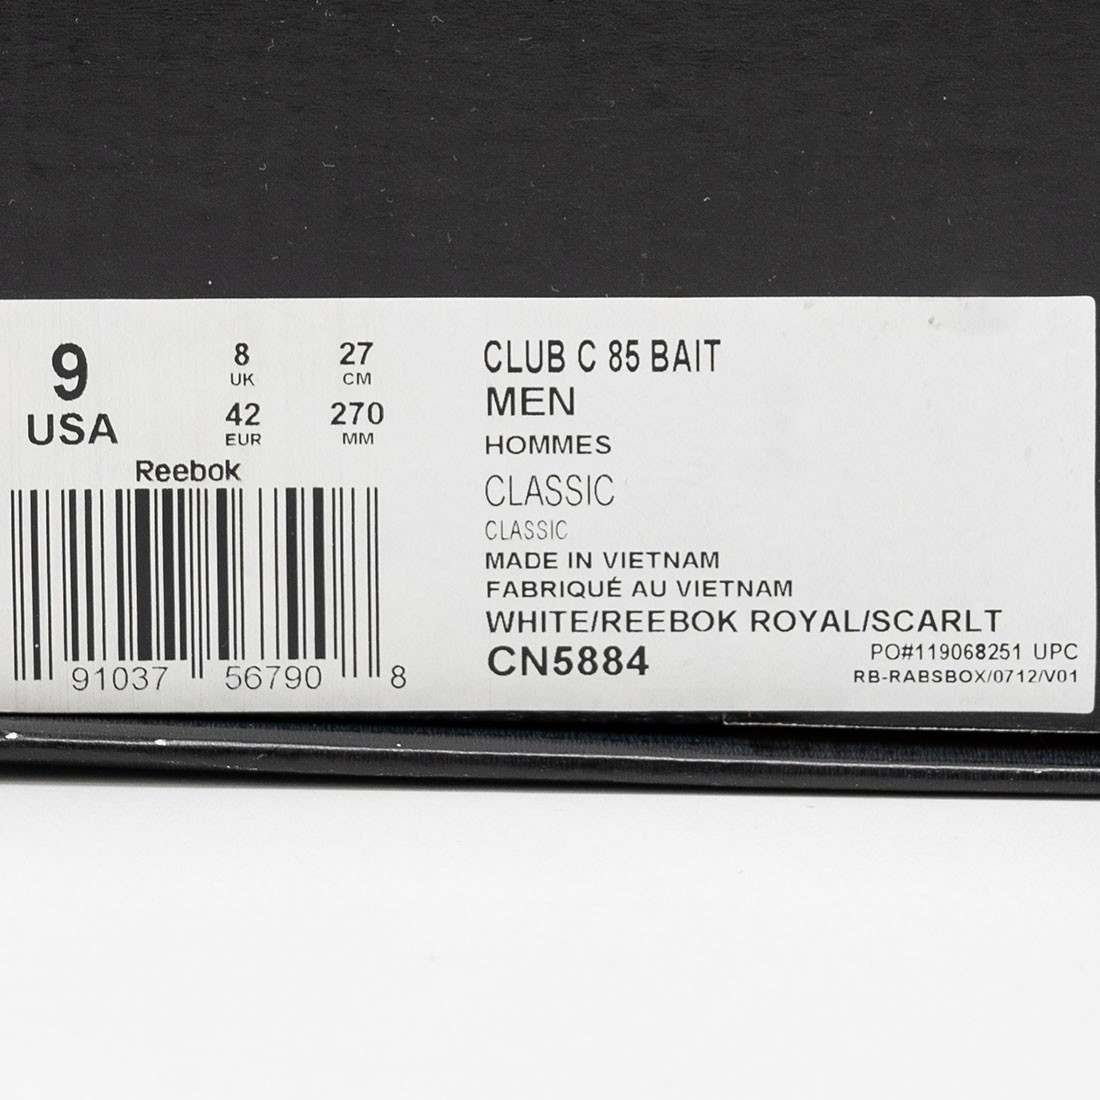 9
USA
8
UK
42
EUR
27
CM
270
MM
Reebok
91037 56790 8
CLUB C 85 BAIT
MEN
HOMMES
CLASSIC
CLASSIC
MADE IN VIETNAM
FABRIQUÉ AU VIETNAM
WHITE/REEBOK ROYAL/SCARLT
CN5884
PO#119068251 UPC
RB-RABSBOX/0712/V01